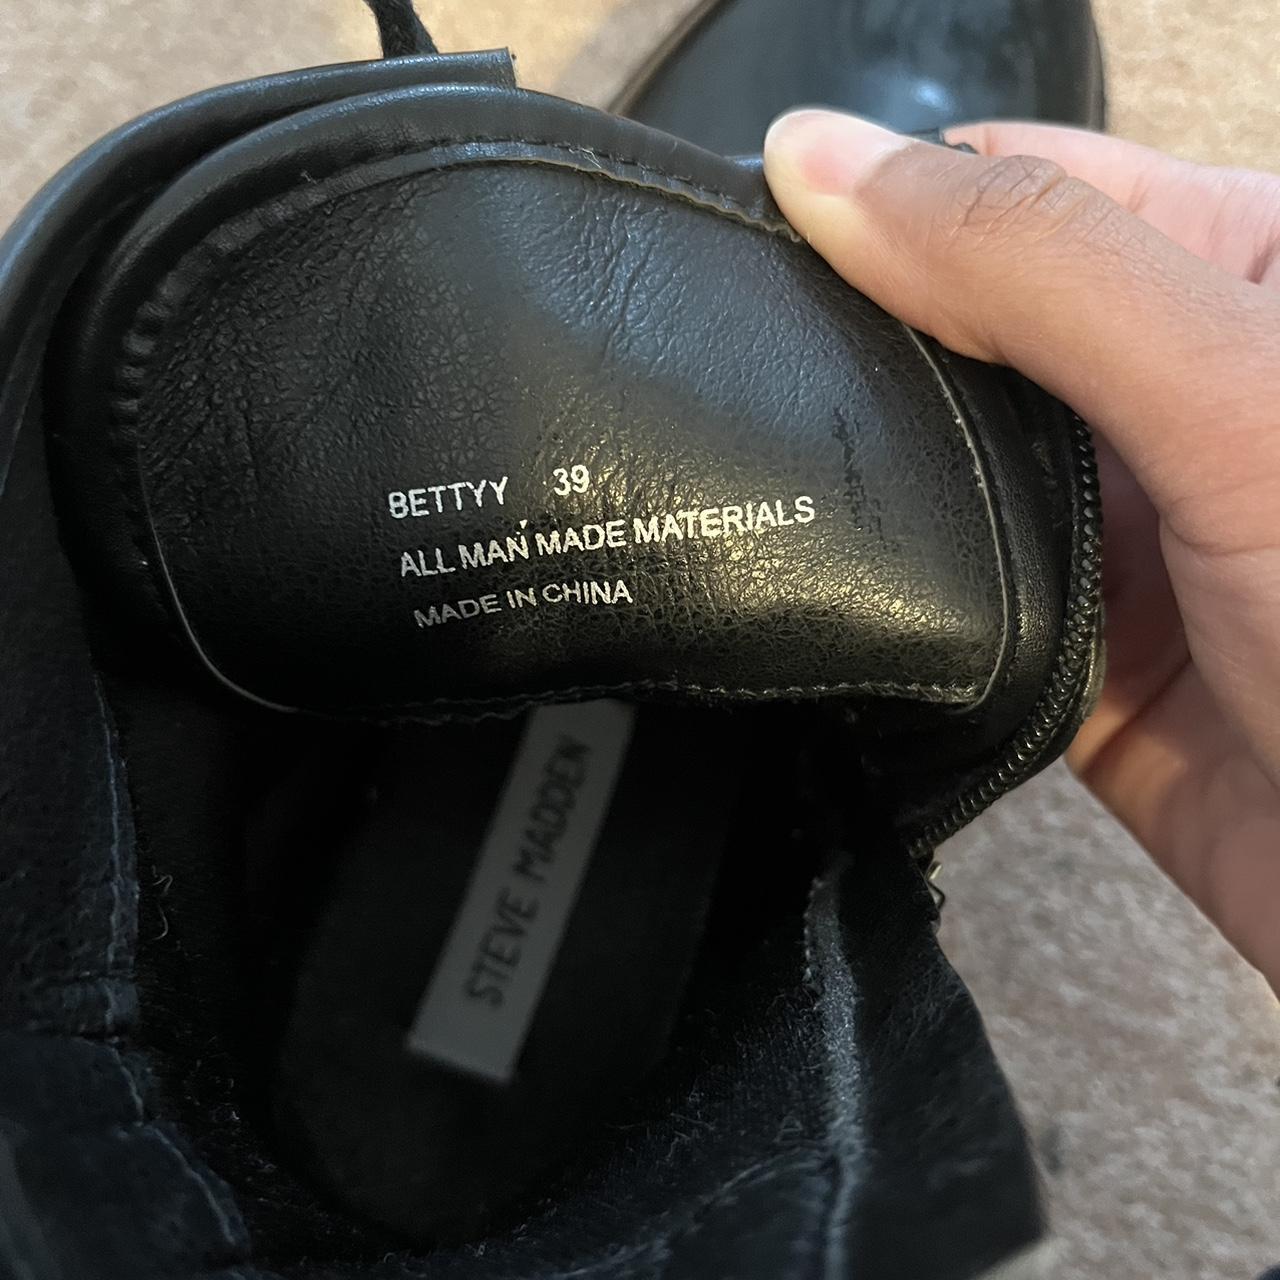 BETTYY 39
ALL MAN MADE MATERIALS
MADE IN CHINA
STEVE MADDEN